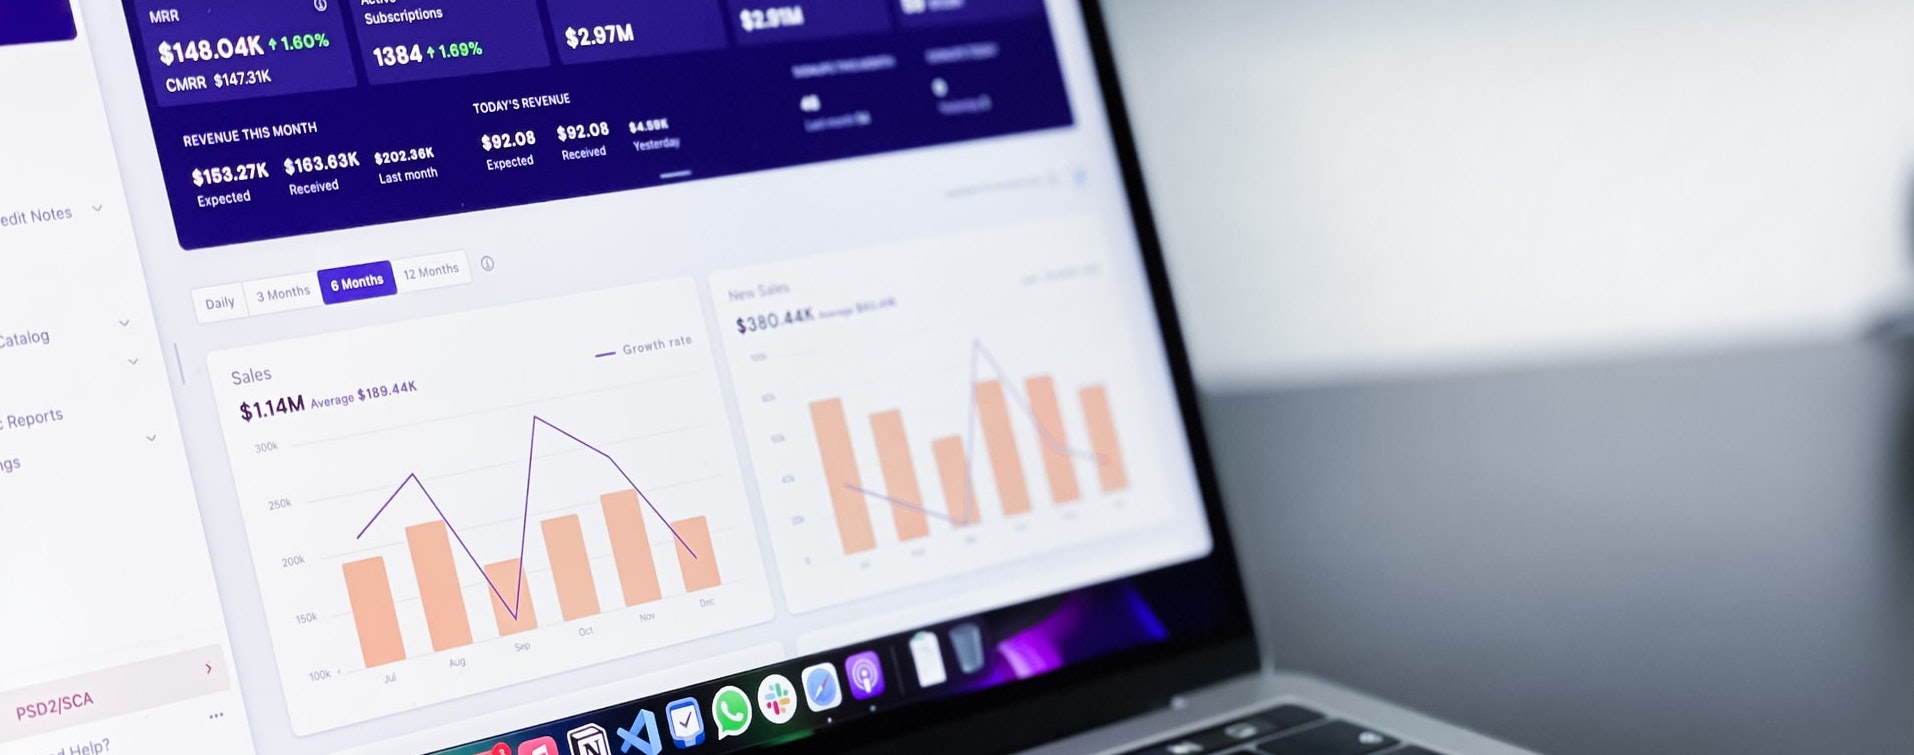 MRR
$148.04K ↑ 1.60%
CMRR $147.31K
Subscriptions
1384 ↑ 1.69%
$2.97M
$2.91M
REVENUE THIS MONTH
$153.27K
Expected
$163.63K
Received
$202.36K
Last month
TODAY'S REVENUE
$92.08
Expected
$92.08
Received
$4.59K
Yesterday
edit Notes
Catalog
Reports
PSD2/SCA
Help?
Daily
3 Months
6 Months
12 Months
Sales
$1.14M Average $189.44K
Growth rate
300k
250k
200k
150k
100k
Jul
Aug
Sep
Oct
Nov
Dec
New Sales
$380.44K Average